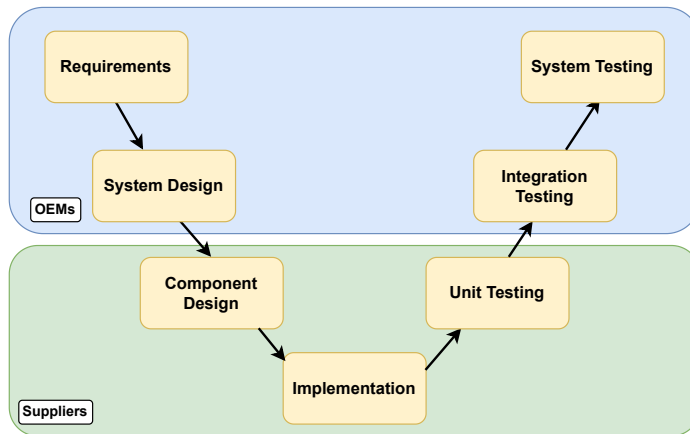 Requirements
System Testing
System Design
Integration
Testing
OEMs
Component
Design
Unit Testing
Implementation
Suppliers